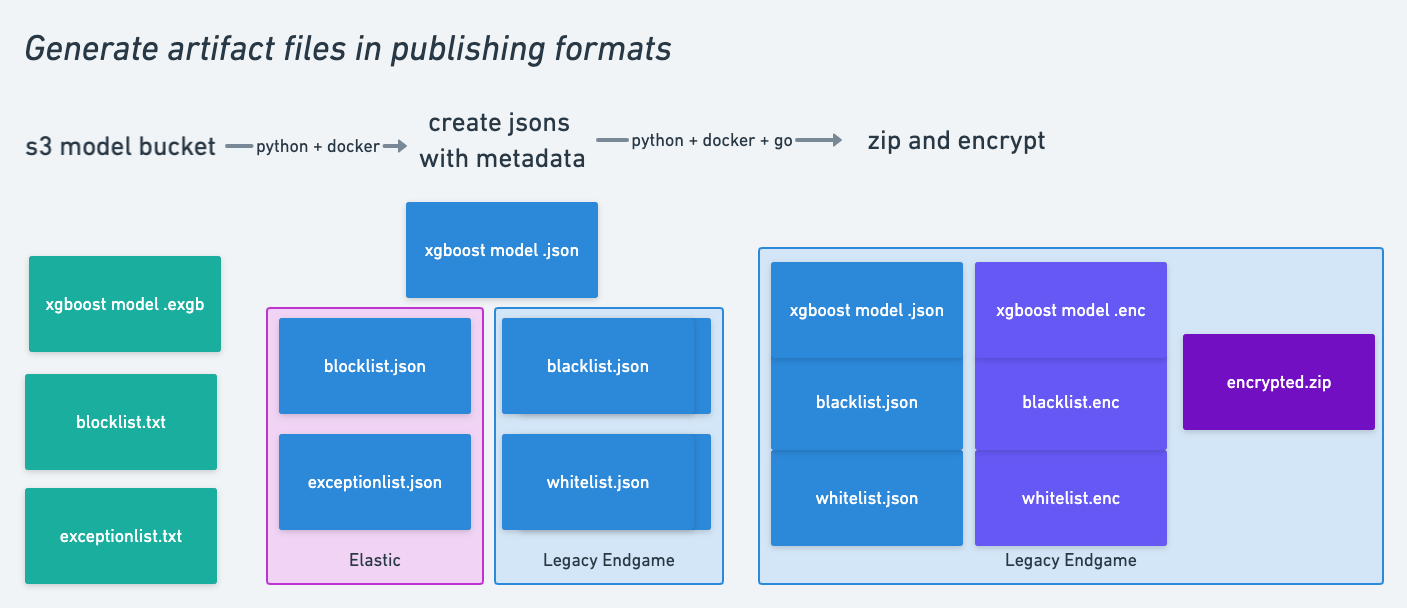 Generate artifact files in publishing formats
s3 model bucket
python + docker
create jsons
with metadata
python + docker + go
zip and encrypt
xgboost model .exgb
blocklist.txt
exceptionlist.txt
xgboost model .json
blocklist.json
exceptionlist.json
Elastic
blacklist.json
whitelist.json
Legacy Endgame
xgboost model .json
blacklist.json
whitelist.json
xgboost model .enc
blacklist.enc
whitelist.enc
encrypted.zip
Legacy Endgame